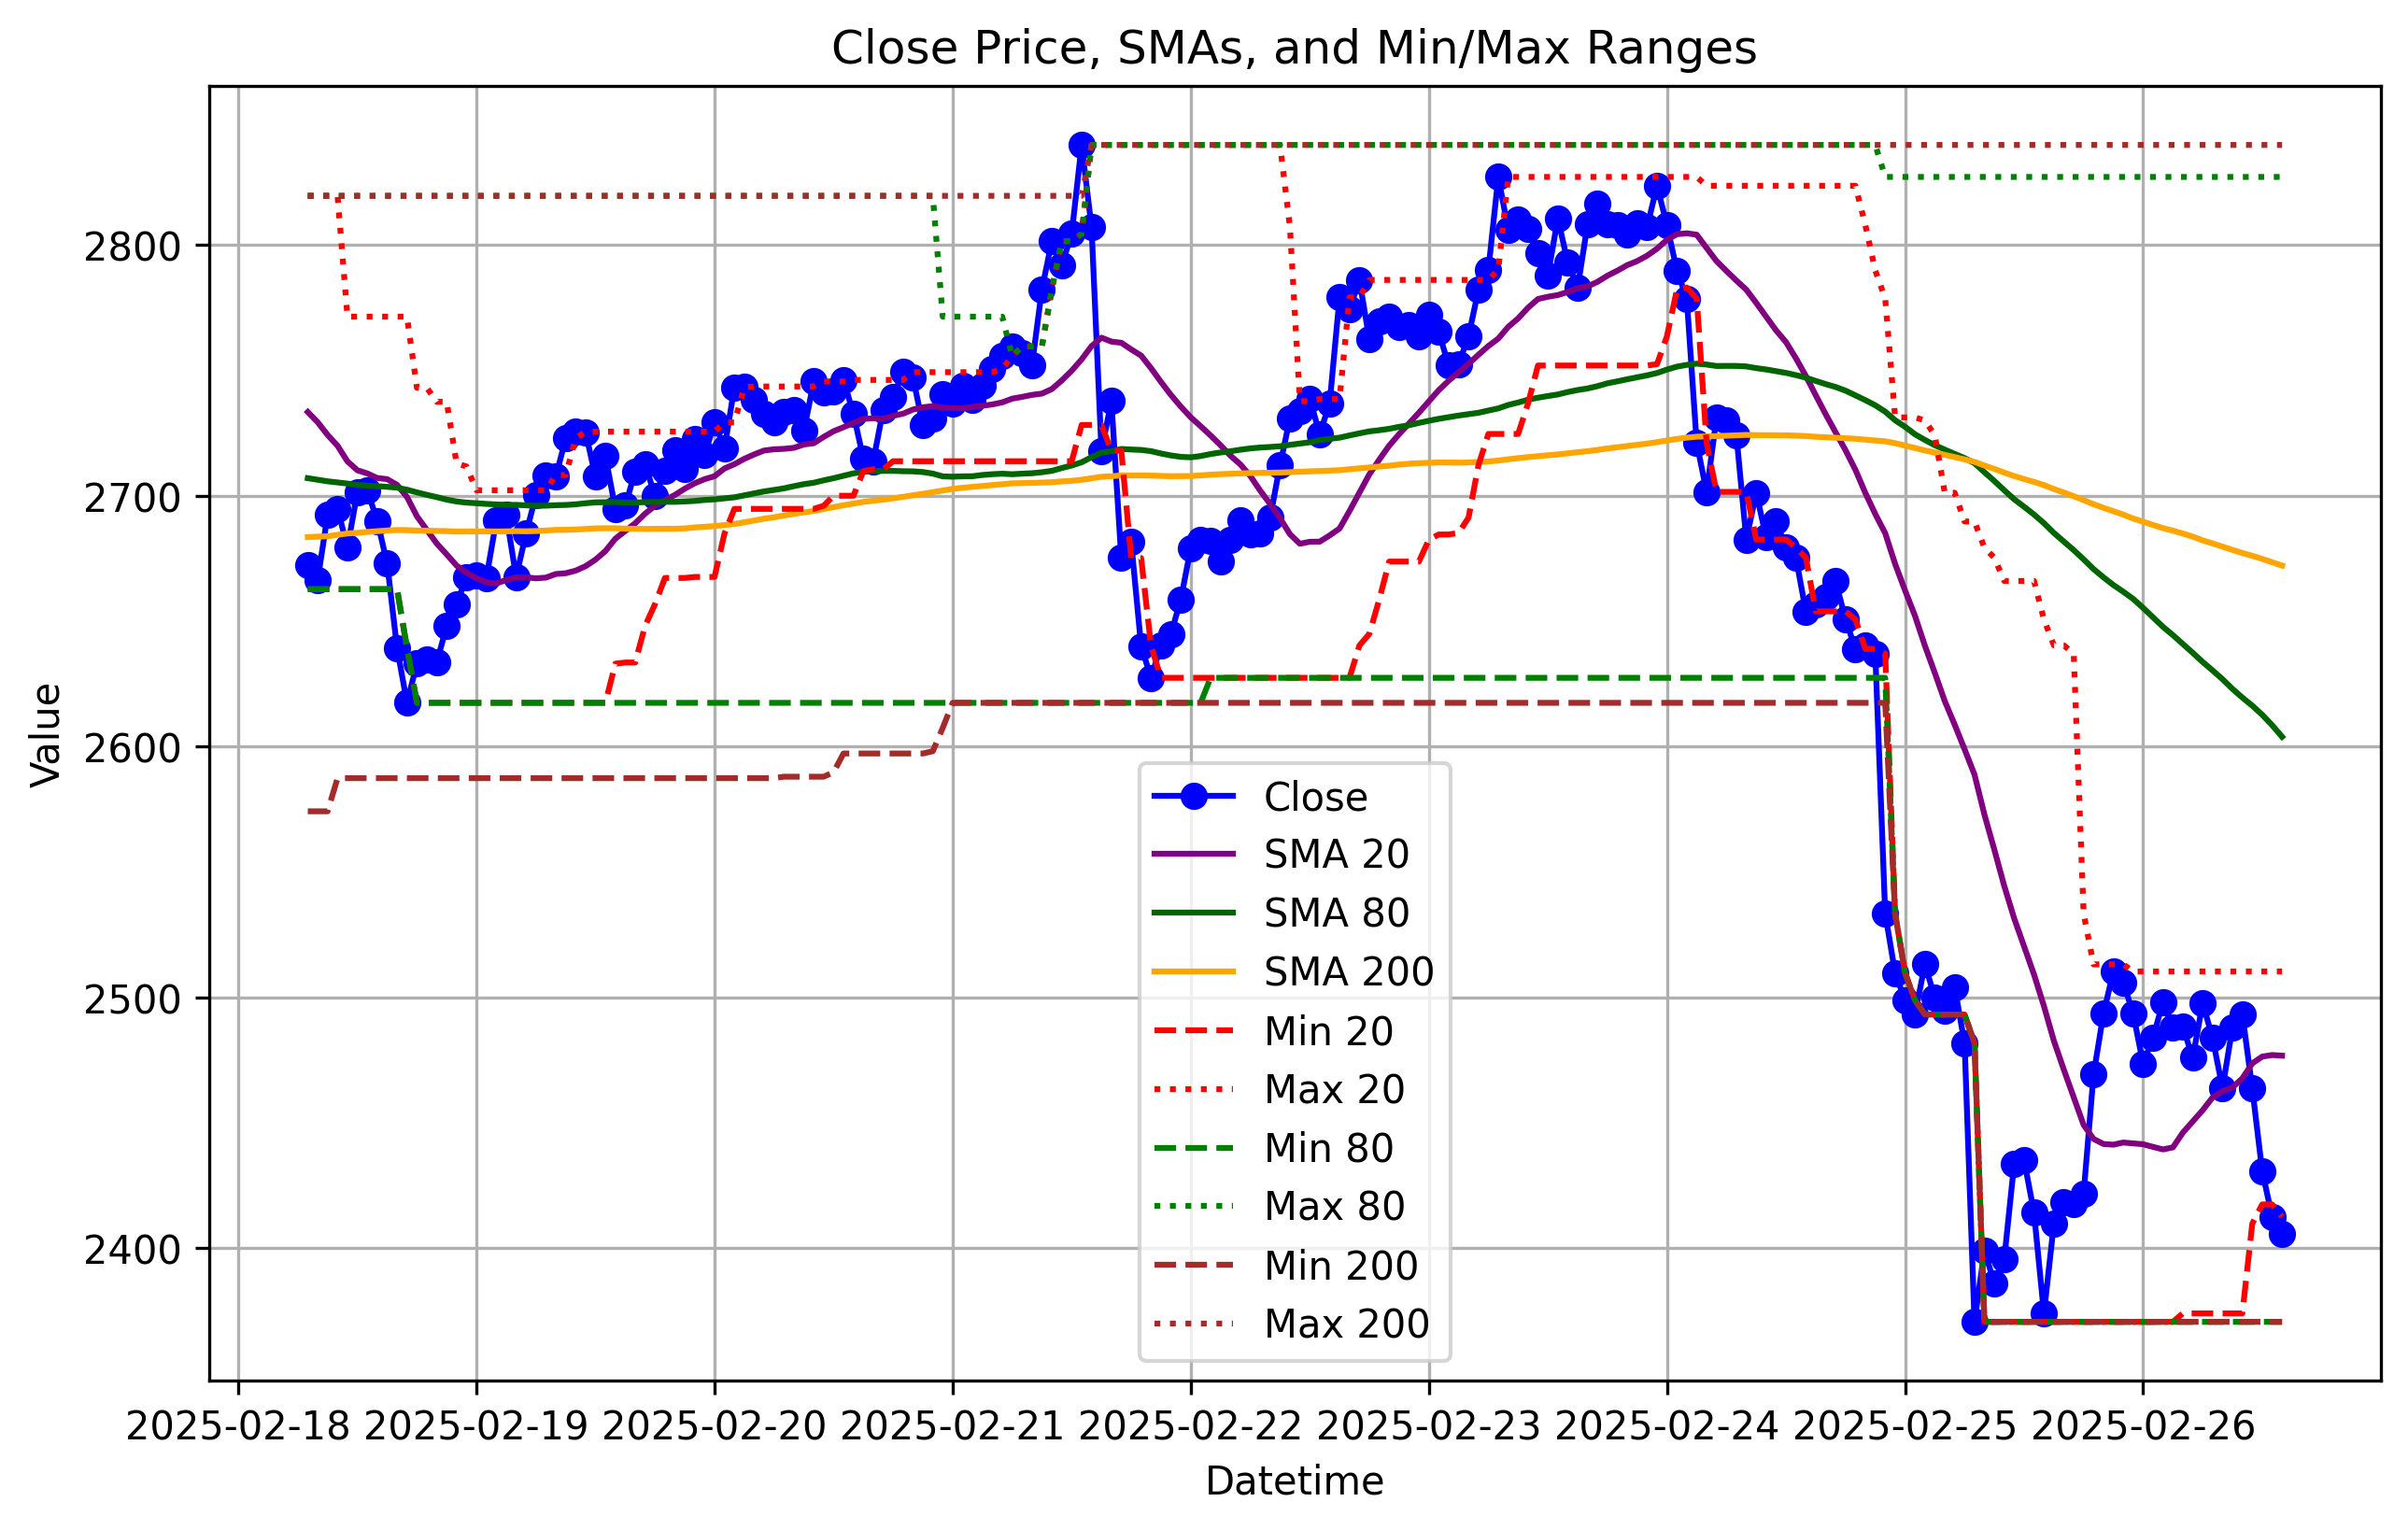 Close Price, SMAs, and Min/Max Ranges
Value
2800
2700
2600
2500
2400
Close
SMA 20
SMA 80
SMA 200
Min 20
Max 20
Min 80
Max 80
Min 200
Max 200
2025-02-18 2025-02-19 2025-02-20 2025-02-21 2025-02-22 2025-02-23 2025-02-24 2025-02-25 2025-02-26
Datetime